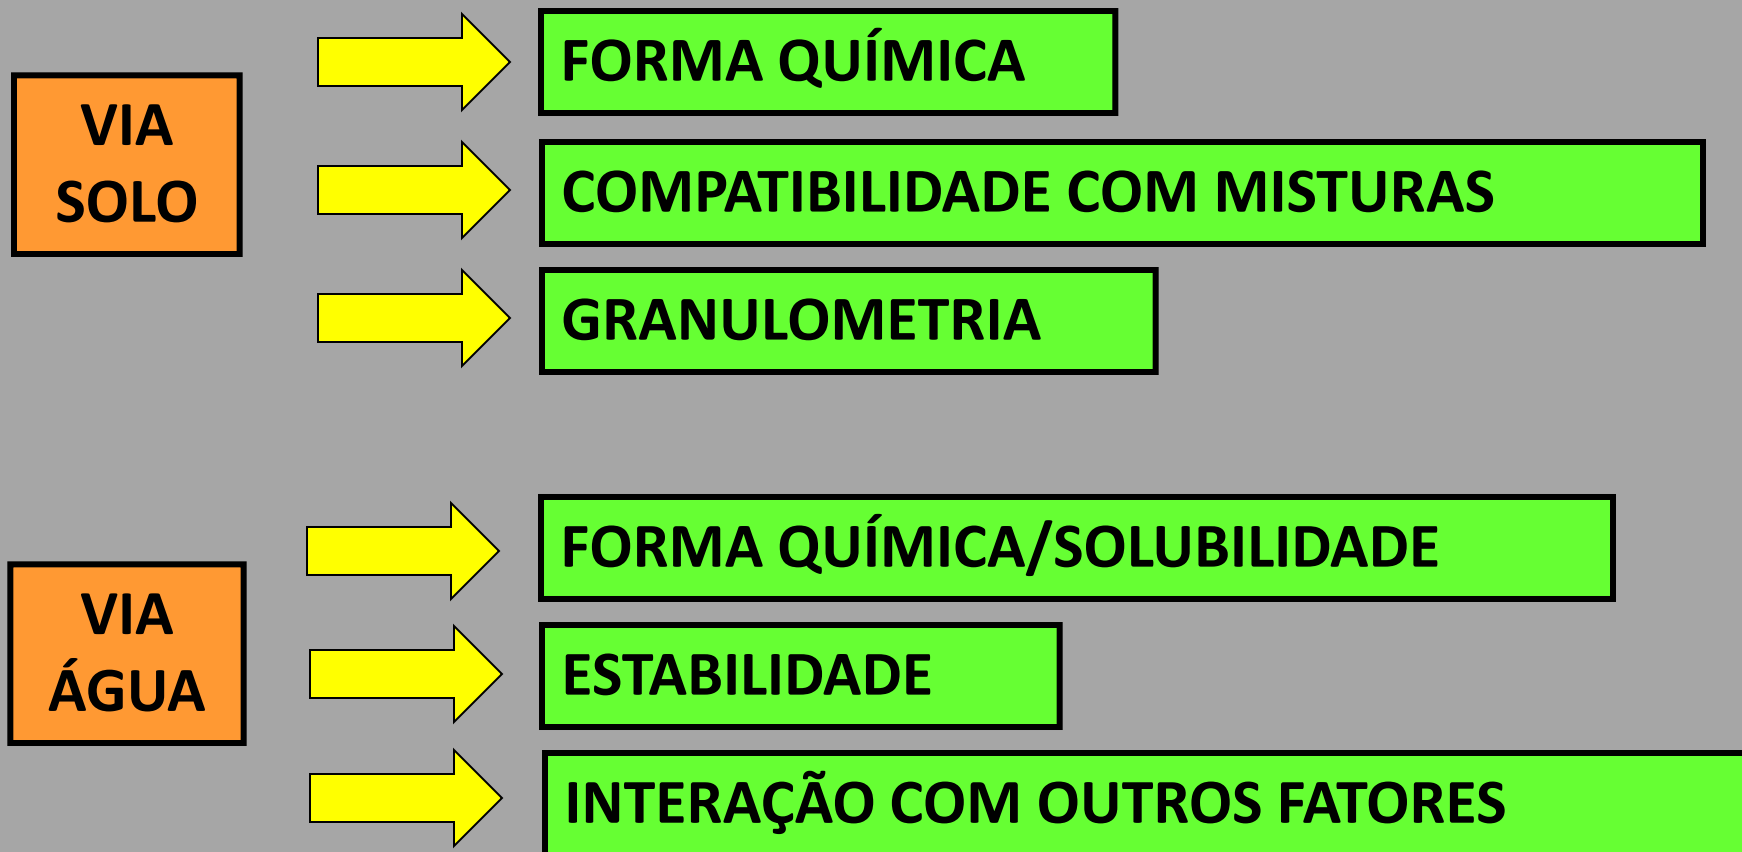 VIA
SOLO
FORMA QUÍMICA
COMPATIBILIDADE COM MISTURAS
GRANULOMETRIA
VIA
ÁGUA
FORMA QUÍMICA/SOLUBILIDADE
ESTABILIDADE
INTERAÇÃO COM OUTROS FATORES